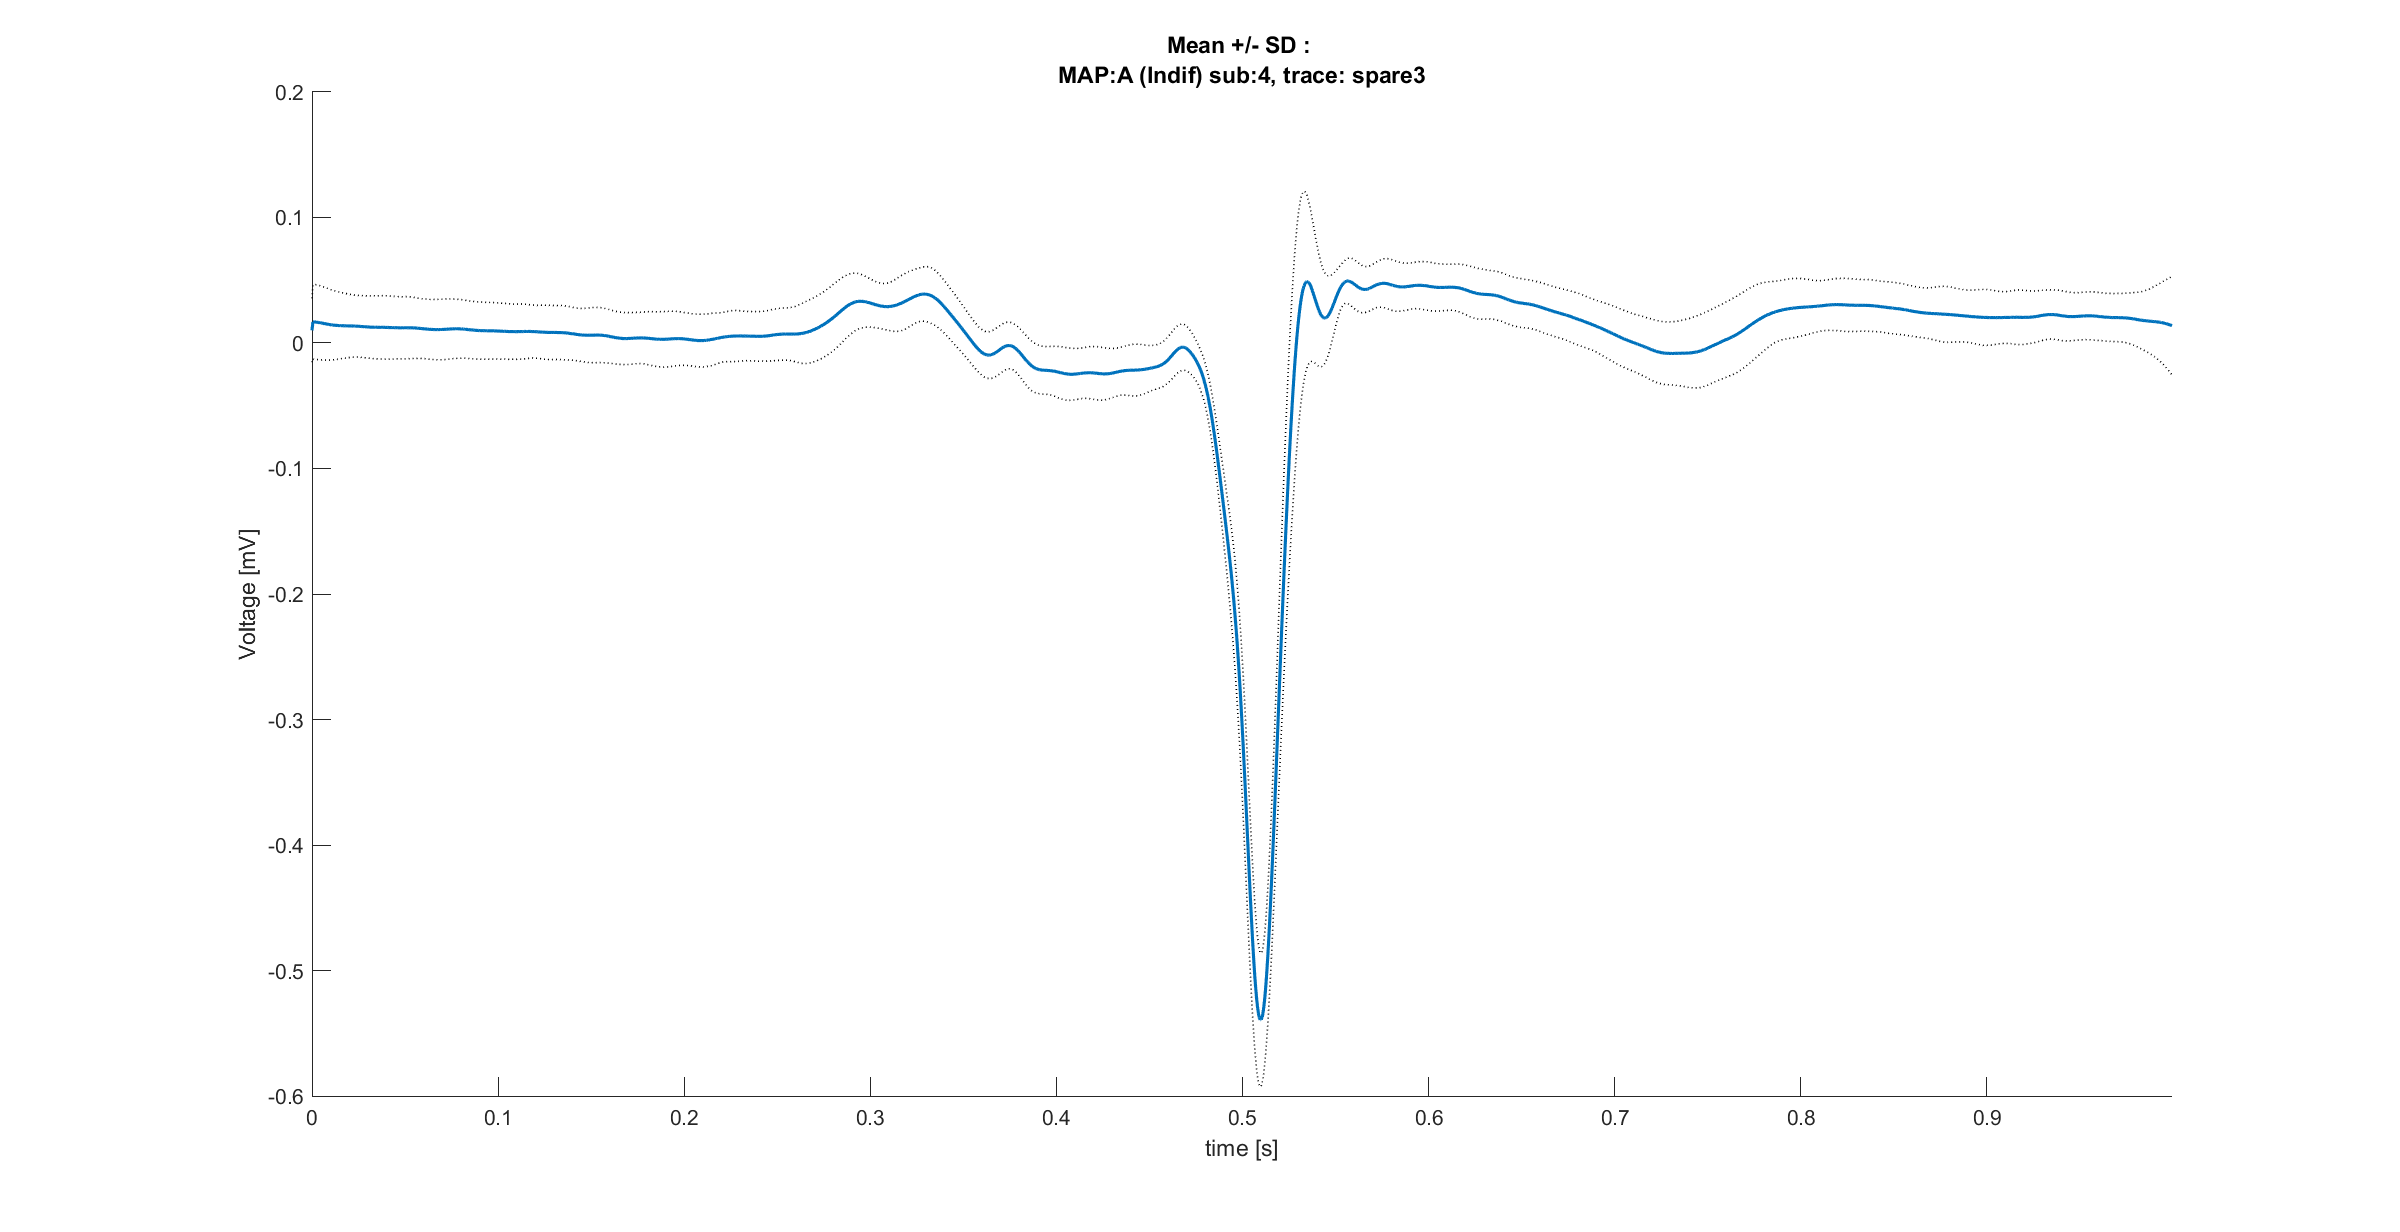 Mean +/- SD :
MAP:A (Indif) sub:4, trace: spare3
0.2
0.1
0
-0.1
-0.2
-0.3
-0.4
-0.5
-0.6
Voltage [mV]
0 0.1 0.2 0.3 0.4 0.5 0.6 0.7 0.8 0.9
time [s]